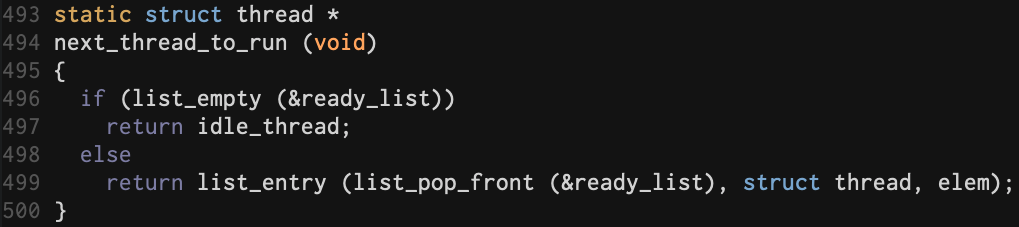 493 static struct thread *
494 next_thread_to_run (void)
495 {
496   if (list_empty (&ready_list))
497     return idle_thread;
498   else
499     return list_entry (list_pop_front (&ready_list), struct thread, elem);
500 }